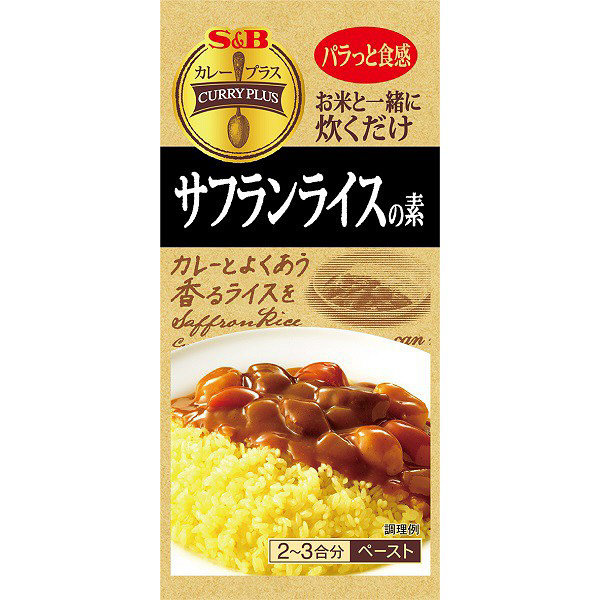 S&B
カレープラス
CURRY PLUS
パラっと食感
お米と一緒に
炊くだけ
サフランライスの素
カレーとよくあう
香るライスを
Saffron Rice
can
調理例
2~3合分
ペースト